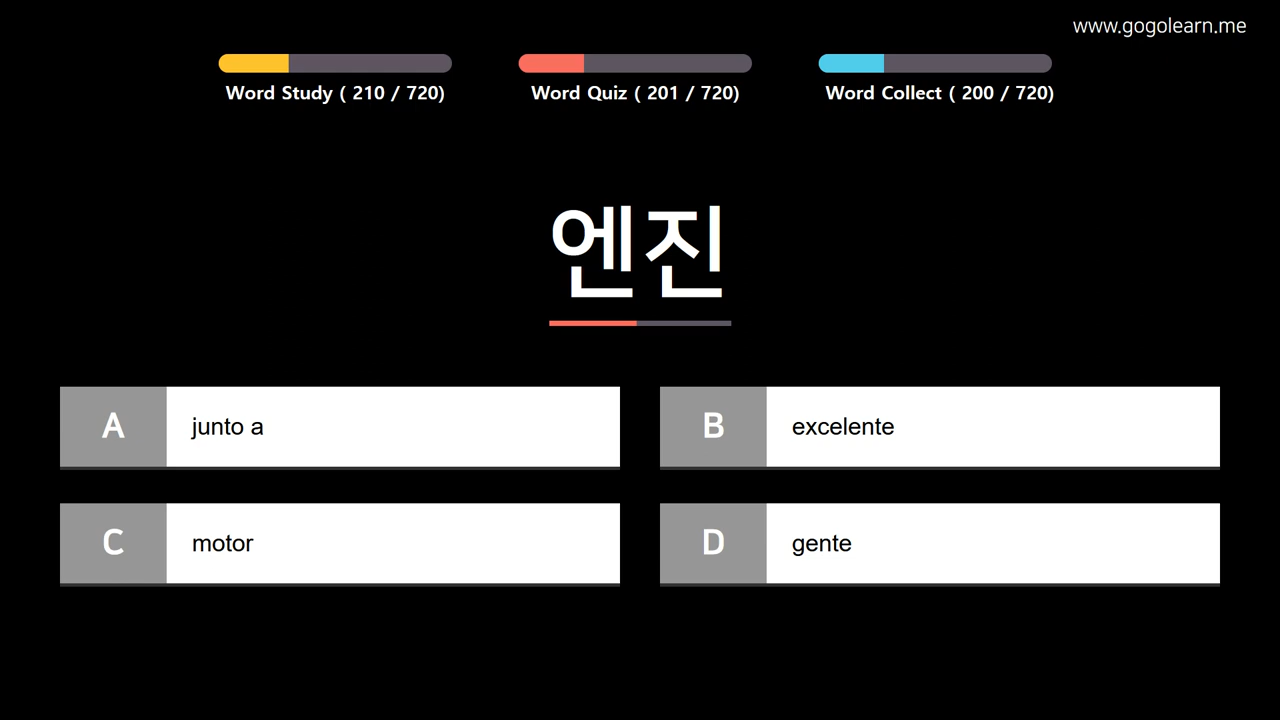 www.gogolearn.me
Word Study ( 210 / 720)
Word Quiz ( 201 / 720)
Word Collect ( 200 / 720)
엔진
A junto a
B excelente
C motor
D gente